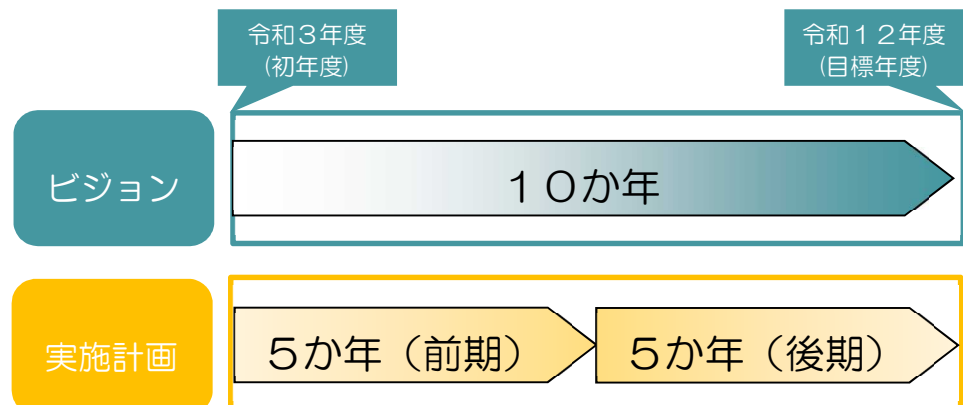 令和３年度
(初年度)
令和１２年度
(目標年度)
ビジョン
１０か年
実施計画
５か年（前期）
５か年（後期）